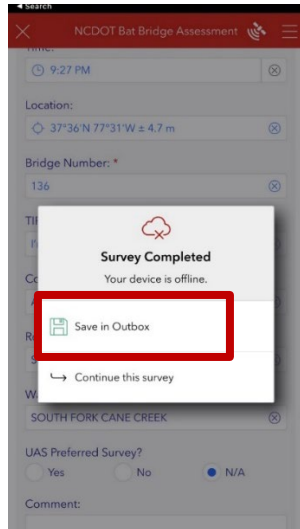 ◄ Search
NCDOT Bat Bridge Assessment
Time:
9:27 PM
Location:
37°36'N 77°31'W ± 4.7 m
Bridge Number: *
136
Survey Completed
Your device is offline.
Save in Outbox
Continue this survey
SOUTH FORK CANE CREEK
UAS Preferred Survey?
Yes No N/A
Comment: